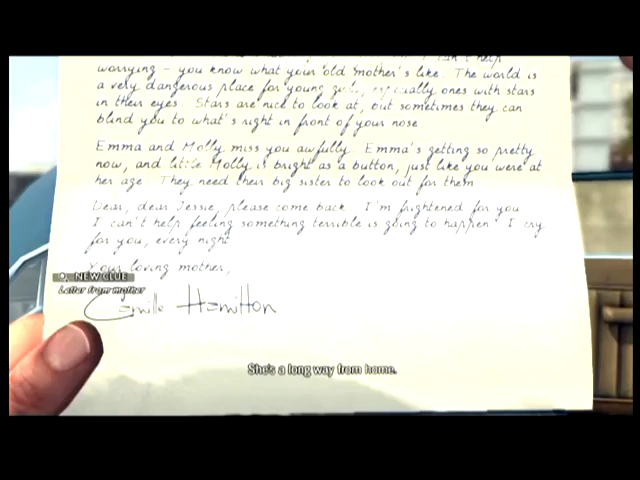 can't help
worrying - you know what your old mother's like. The world is
a very dangerous place for young girls, especially ones with stars
in their eyes. Stars are nice to look at, but sometimes they can
blind you to what's right in front of your nose
Emma and Molly miss you awfully. Emma's getting so pretty
now, and little Molly is bright as a button, just like you were at
her age. They need their big sister to look out for them
Dear, dear Jessie, please come back. I'm frightened for you
I can't help feeling something terrible is going to happen. I cry
for you, every night
Your loving mother,
NEW CLUE
Letter from mother
Camille Hamilton
She's a long way from home.